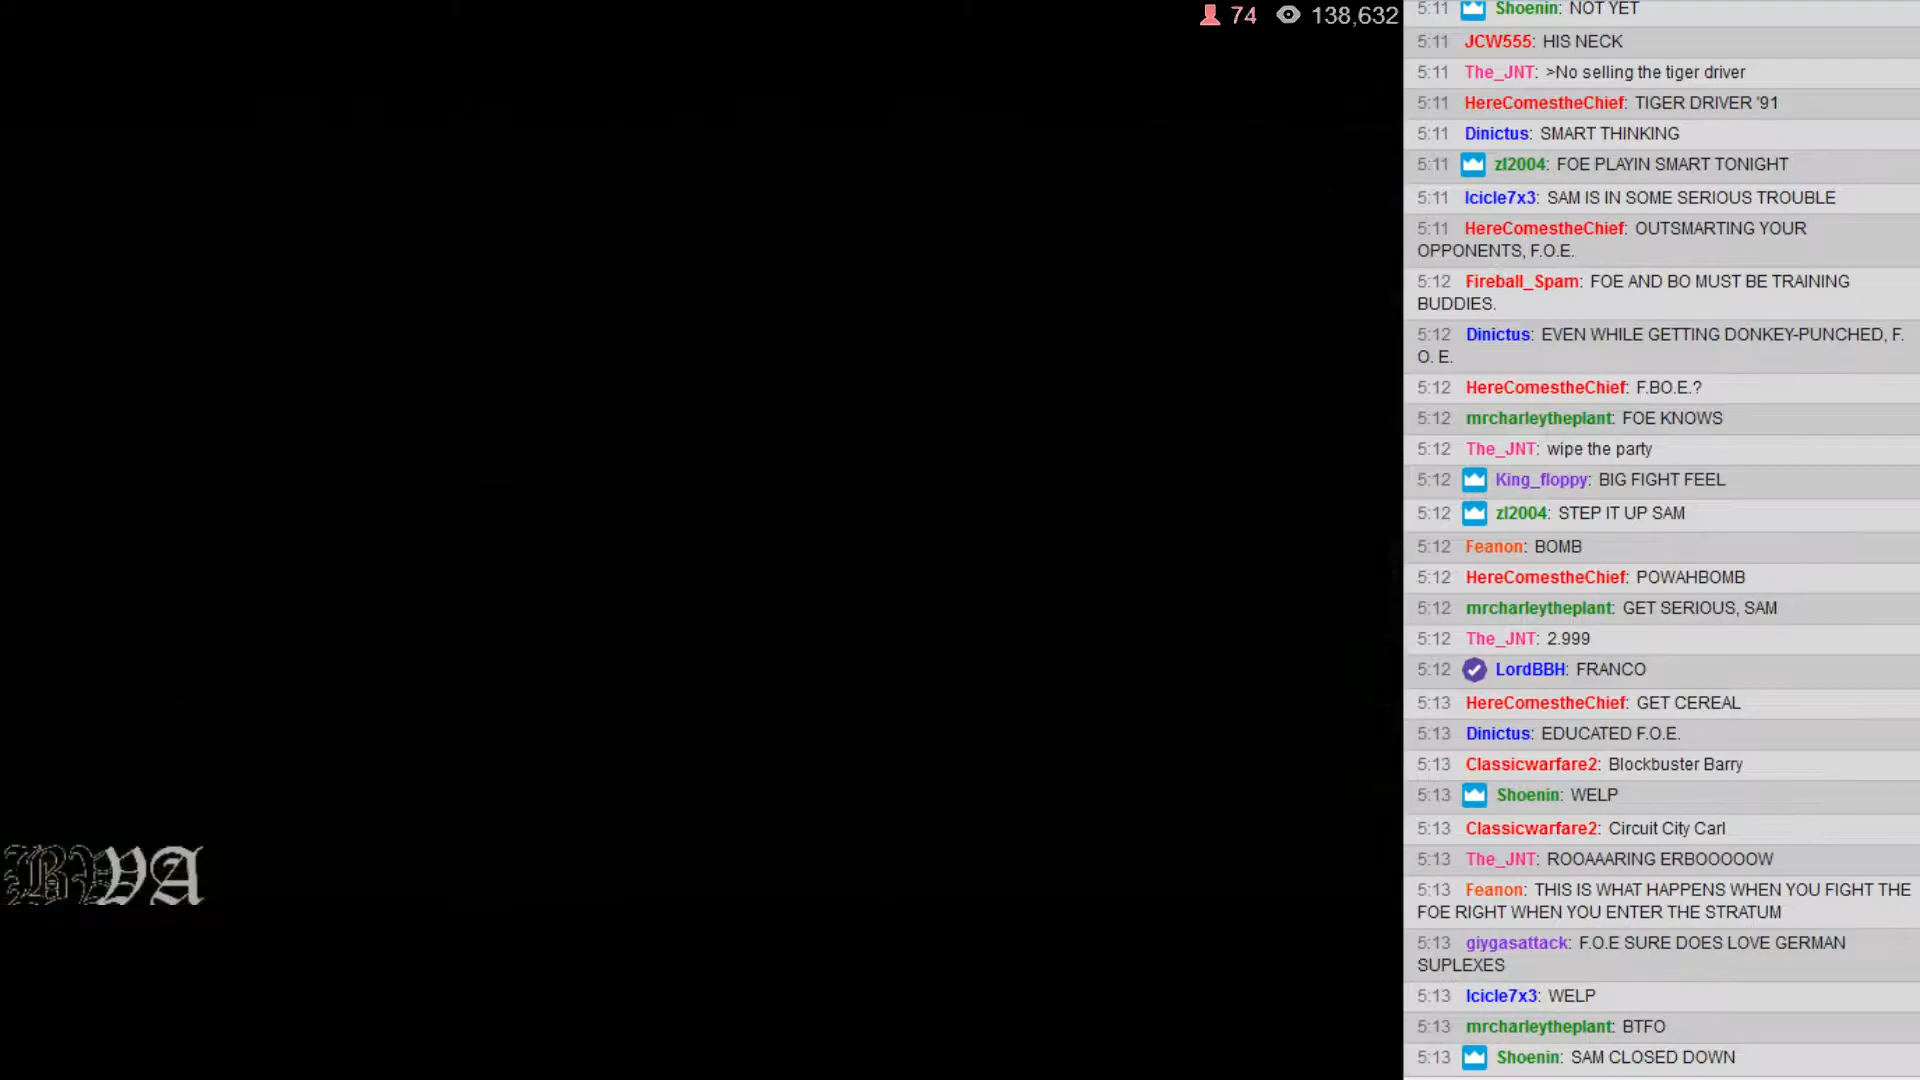 74 138,632
5:11 Shoenin: NOT YET
5:11 JCW555: HIS NECK
5:11 The_JNT: >No selling the tiger driver
5:11 HereComestheChief: TIGER DRIVER '91
5:11 Dinictus: SMART THINKING
5:11 zl2004: FOE PLAYIN SMART TONIGHT
5:11 Icicle7x3: SAM IS IN SOME SERIOUS TROUBLE
5:11 HereComestheChief: OUTSMARTING YOUR
OPPONENTS, F.O.E.
5:12 Fireball_Spam: FOE AND BO MUST BE TRAINING
BUDDIES.
5:12 Dinictus: EVEN WHILE GETTING DONKEY-PUNCHED, F.
O. E.
5:12 HereComestheChief: F.BO.E.?
5:12 mrcharleytheplant: FOE KNOWS
5:12 The_JNT: wipe the party
5:12 King_floppy: BIG FIGHT FEEL
5:12 zl2004: STEP IT UP SAM
5:12 Feanon: BOMB
5:12 HereComestheChief: POWAHBOMB
5:12 mrcharleytheplant: GET SERIOUS, SAM
5:12 The_JNT: 2.999
5:12 LordBBH: FRANCO
5:13 HereComestheChief: GET CEREAL
5:13 Dinictus: EDUCATED F.O.E.
5:13 Classicwarfare2: Blockbuster Barry
5:13 Shoenin: WELP
5:13 Classicwarfare2: Circuit City Carl
5:13 The_JNT: ROOAAARING ERBOOOOOW
5:13 Feanon: THIS IS WHAT HAPPENS WHEN YOU FIGHT THE
FOE RIGHT WHEN YOU ENTER THE STRATUM
5:13 giygasattack: F.O.E SURE DOES LOVE GERMAN
SUPLEXES
5:13 Icicle7x3: WELP
5:13 mrcharleytheplant: BTFO
5:13 Shoenin: SAM CLOSED DOWN